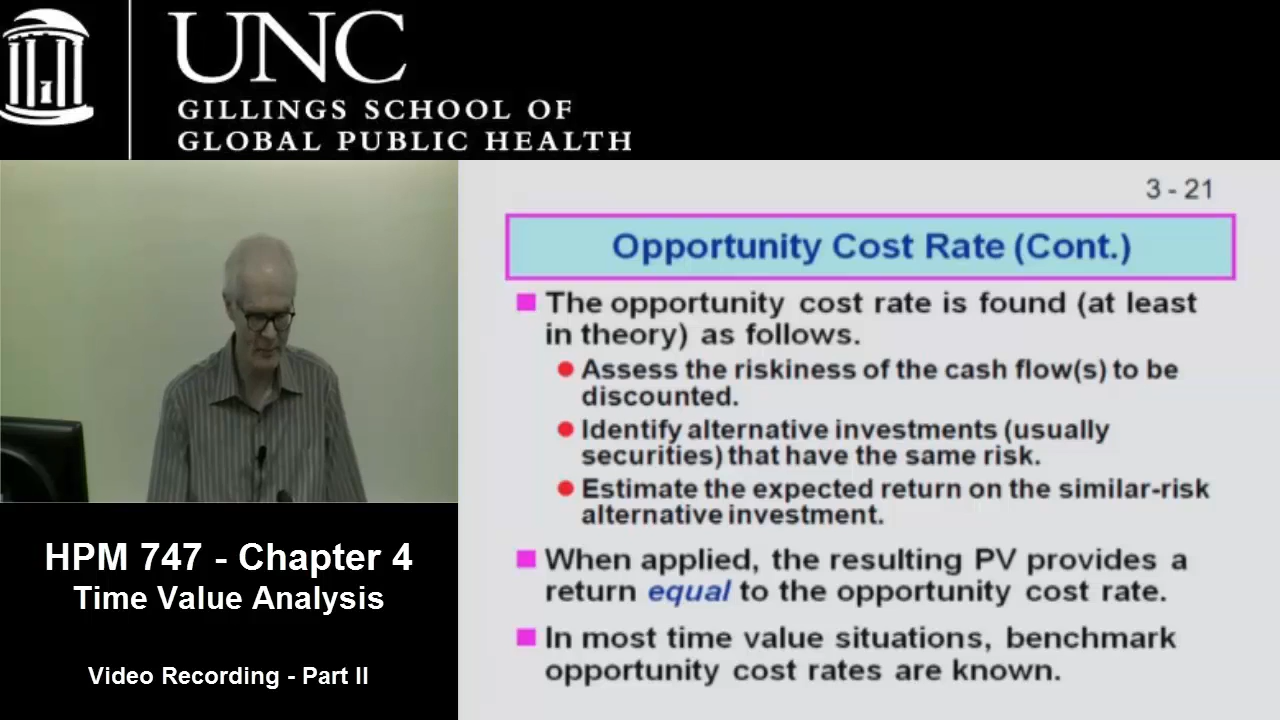 UNC
GILLINGS SCHOOL OF
GLOBAL PUBLIC HEALTH
3 - 21
Opportunity Cost Rate (Cont.)
The opportunity cost rate is found (at least
in theory) as follows.
Assess the riskiness of the cash flow(s) to be
discounted.
Identify alternative investments (usually
securities) that have the same risk.
Estimate the expected return on the similar-risk
alternative investment.
When applied, the resulting PV provides a
return equal to the opportunity cost rate.
In most time value situations, benchmark
opportunity cost rates are known.
HPM 747 - Chapter 4
Time Value Analysis
Video Recording - Part II